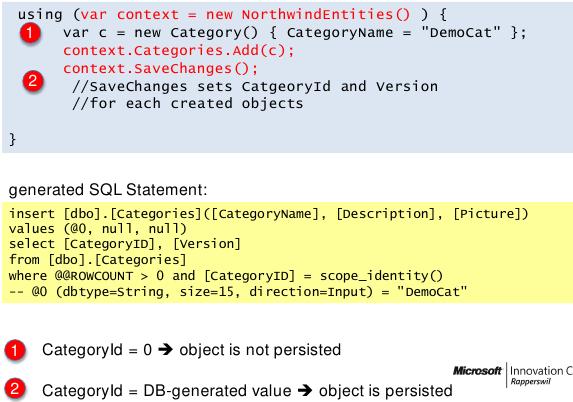 using (var context = new NorthwindEntities() ) {
1 var c = new Category() { CategoryName = "DemoCat" };
context.Categories.Add(c);
context.SaveChanges();
2 //SaveChanges sets CatgeoryId and Version
//for each created objects
}
generated SQL Statement:
insert [dbo].[Categories]([CategoryName], [Description], [Picture])
values (@0, null, null)
select [CategoryID], [Version]
from [dbo].[Categories]
where @@ROWCOUNT > 0 and [CategoryID] = scope_identity()
-- @0 (dbtype=String, size=15, direction=Input) = "DemoCat"
1 CategoryId = 0 ➔ object is not persisted
Microsoft | Innovation C
Rapperswil
2 CategoryId = DB-generated value ➔ object is persisted